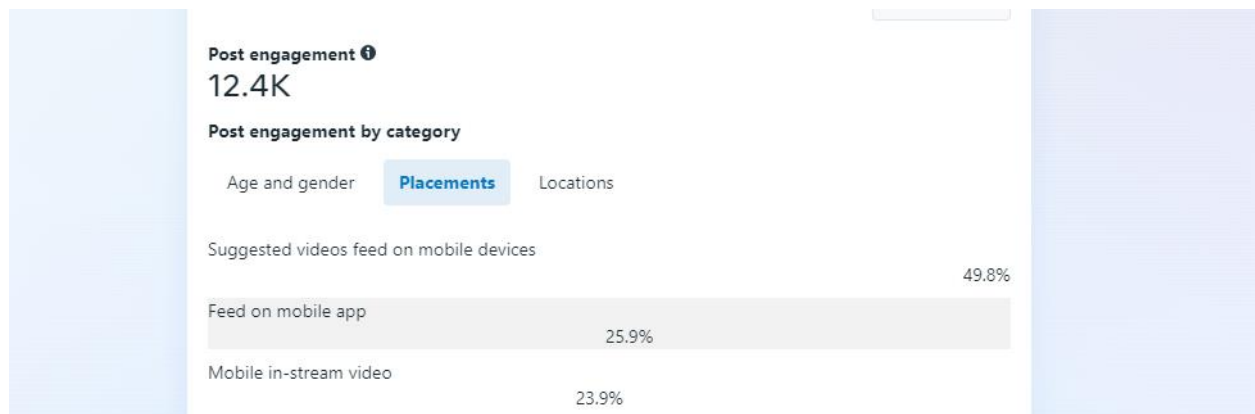 Post engagement
12.4K
Post engagement by category
Age and gender Placements Locations
Suggested videos feed on mobile devices
49.8%
Feed on mobile app
25.9%
Mobile in-stream video
23.9%